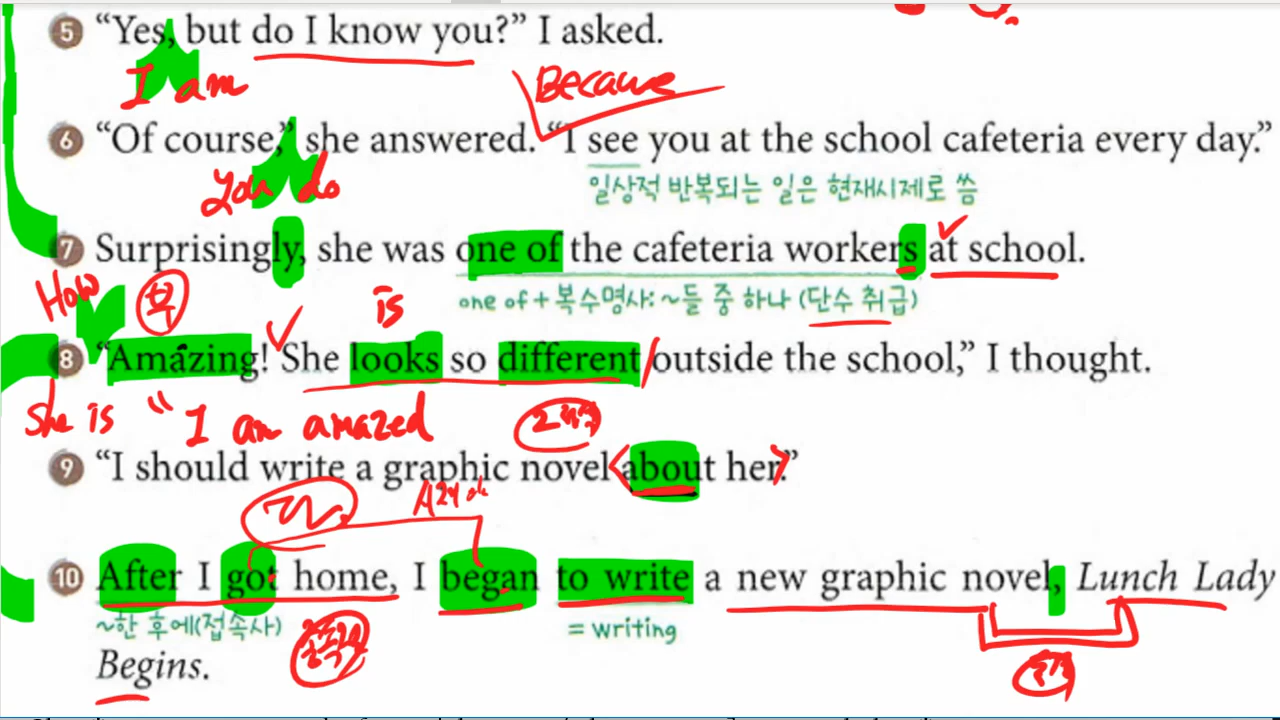 5 “Yes, but do I know you?” I asked.
I am
Because
6 “Of course,” she answered. “I see you at the school cafeteria every day.”
you do
일상적 반복되는 일은 현재시제로 씀
7 Surprisingly, she was one of the cafeteria workers at school.
How
is
one of + 복수명사: ~들 중 하나 (단수 취급)
8 “Amazing! She looks so different outside the school,” I thought.
She is “ I am amazed
9 “I should write a graphic novel about her.”
10 After I got home, I began to write a new graphic novel, Lunch Lady
~한 후에(접속사)
= writing
Begins.